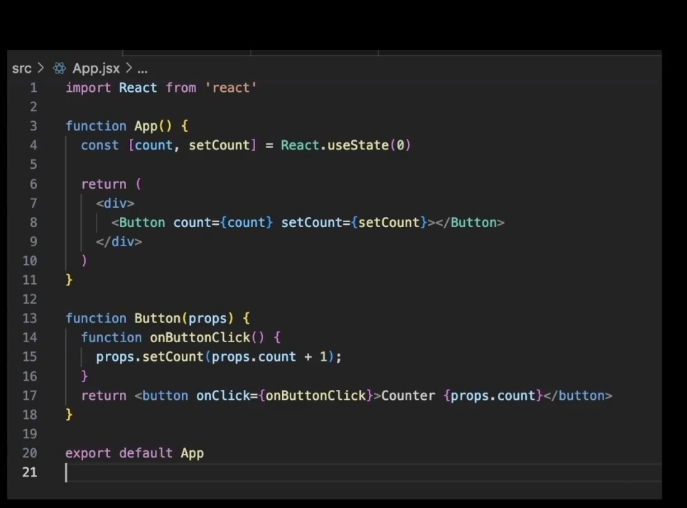 src > App.jsx > ...
1 import React from 'react'
2
3 function App() {
4 const [count, setCount] = React.useState(0)
5
6 return (
7 <div>
8 <Button count={count} setCount={setCount}></Button>
9 </div>
10 )
11 }
12
13 function Button(props) {
14 function onButtonClick() {
15 props.setCount(props.count + 1);
16 }
17 return <button onClick={onButtonClick}>Counter {props.count}</button>
18 }
19
20 export default App
21